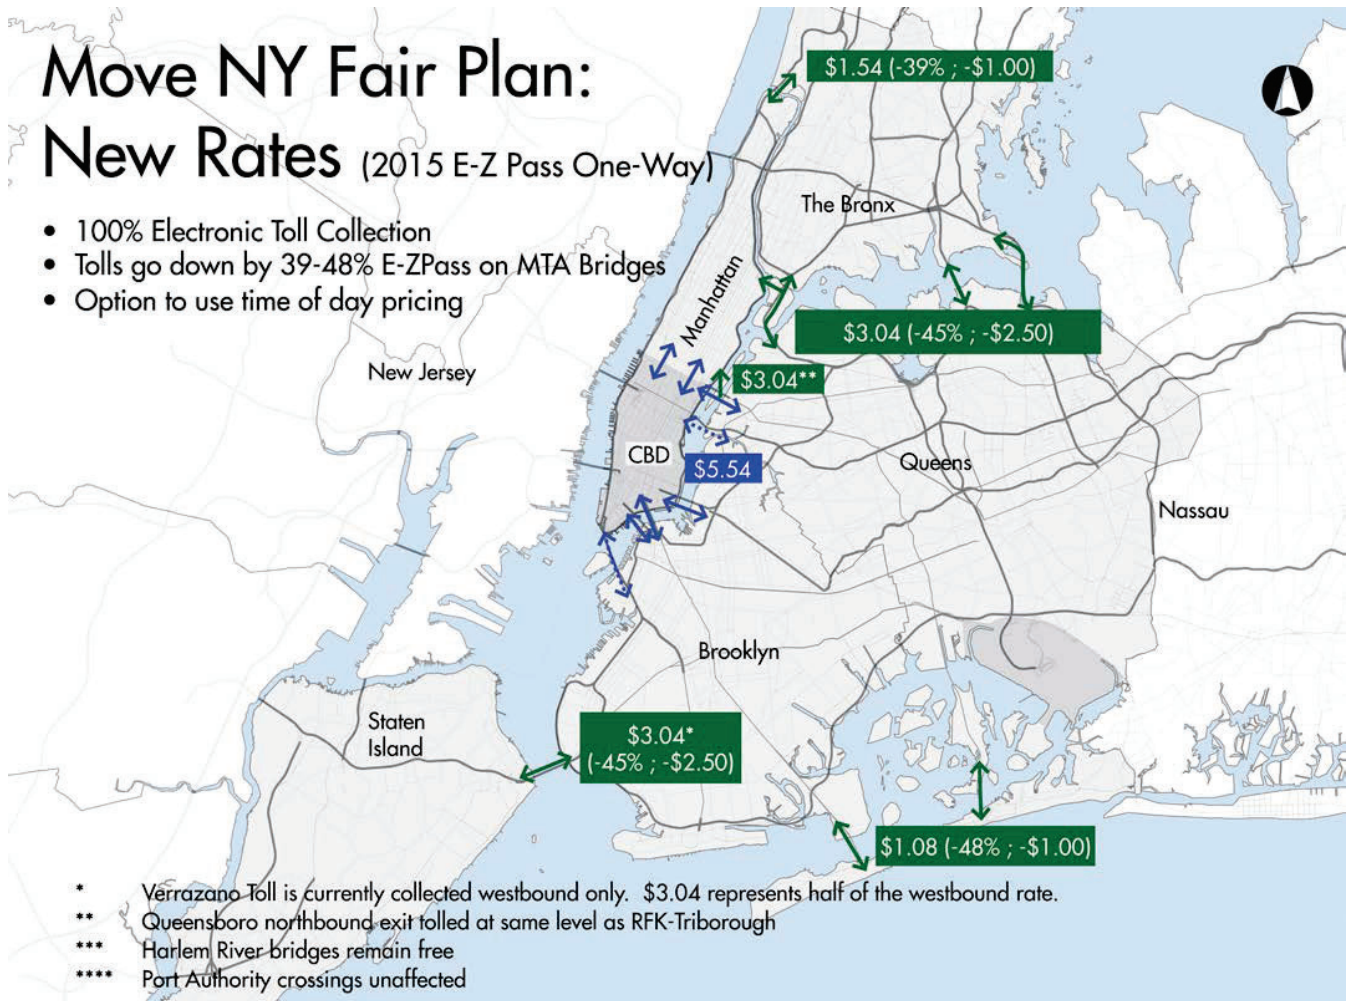 Move NY Fair Plan:
New Rates (2015 E-Z Pass One-Way)
• 100% Electronic Toll Collection
• Tolls go down by 39-48% E-ZPass on MTA Bridges
• Option to use time of day pricing
$1.54 (-39% ; -$1.00)
The Bronx
Manhattan
$3.04 (-45% ; -$2.50)
New Jersey
$3.04**
CBD
$5.54
Queens
Nassau
Brooklyn
Staten
Island
$3.04*
(-45% ; -$2.50)
$1.08 (-48% ; -$1.00)
* Verrazano Toll is currently collected westbound only. $3.04 represents half of the westbound rate.
** Queensboro northbound exit tolled at same level as RFK-Triborough
*** Harlem River bridges remain free
**** Port Authority crossings unaffected